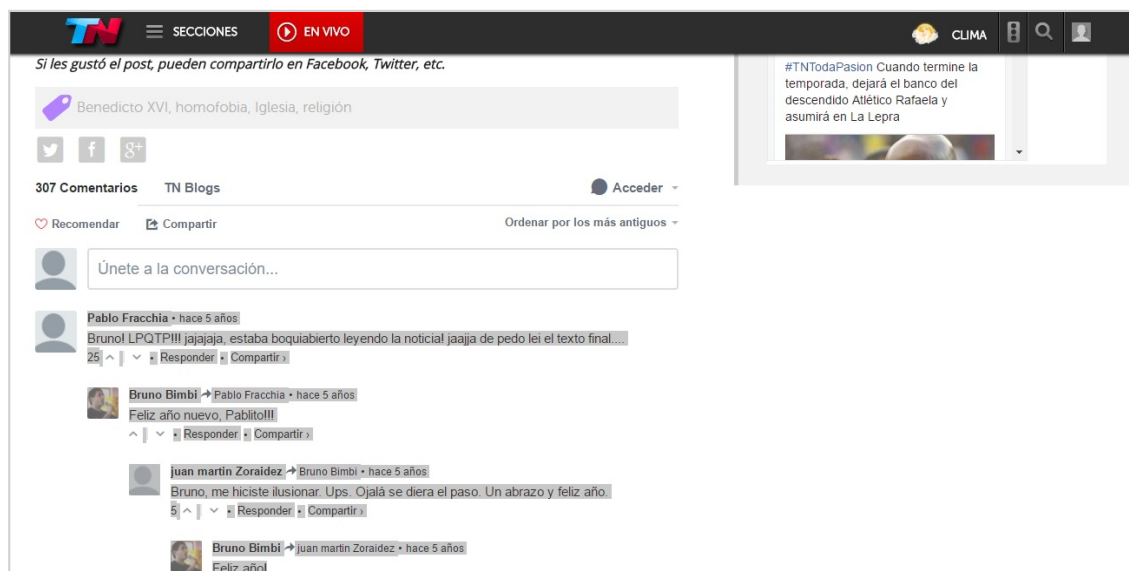 TN SECCIONES EN VIVO CLIMA
Si les gustó el post, pueden compartirlo en Facebook, Twitter, etc.
Benedicto XVI, homofobia, Iglesia, religión
#TNTodaPasion Cuando termine la
temporada, dejará el banco del
descendido Atlético Rafaela y
asumirá en La Lepra
307 Comentarios TN Blogs Acceder
Recomendar Compartir Ordenar por los más antiguos
Únete a la conversación...
Pablo Fracchia • hace 5 años
Bruno! LPQTP!!! jajajaja, estaba boquiabierto leyendo la noticia! jaajja de pedo lei el texto final....
25 • Responder • Compartir ›
Bruno Bimbi Pablo Fracchia • hace 5 años
Feliz año nuevo, Pablito!!!
• Responder • Compartir ›
juan martin Zoraidez Bruno Bimbi • hace 5 años
Bruno, me hiciste ilusionar. Ups. Ojalá se diera el paso. Un abrazo y feliz año.
5 • Responder • Compartir ›
Bruno Bimbi juan martin Zoraidez • hace 5 años
Feliz año!